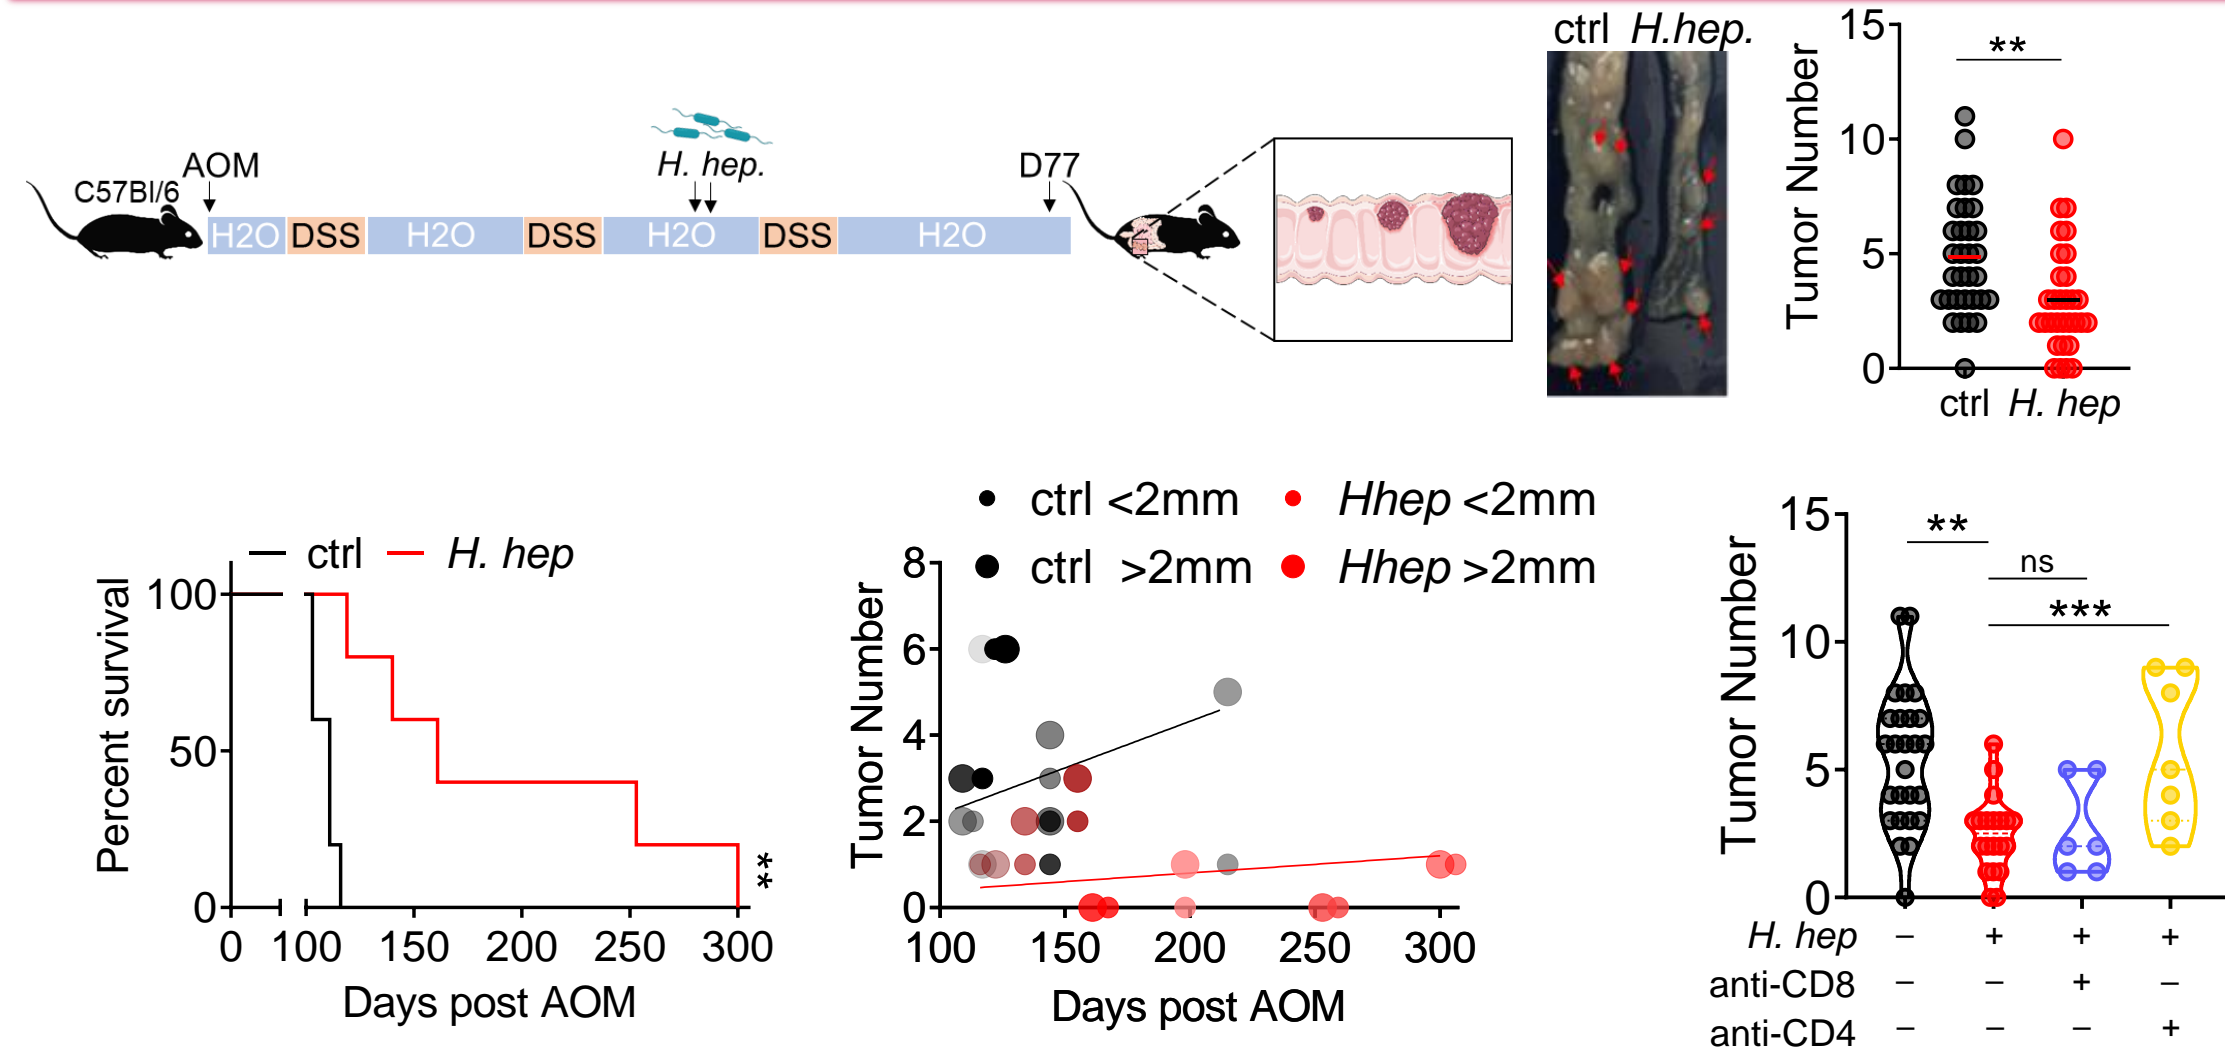 C57Bl/6
AOM
H2O DSS H2O DSS H2O DSS H2O
H. hep.
D77
ctrl H.hep.
Tumor Number
15
10
5
0
**
ctrl H. hep
ctrl H. hep
Percent survival
100
50
0
0 100 150 200 250 300
Days post AOM
**
ctrl <2mm Hhep <2mm
ctrl >2mm Hhep >2mm
Tumor Number
8
6
4
2
0
100 150 200 250 300
Days post AOM
Tumor Number
15
10
5
0
**
ns
***
H. hep – + + +
anti-CD8 – – + –
anti-CD4 – – – +